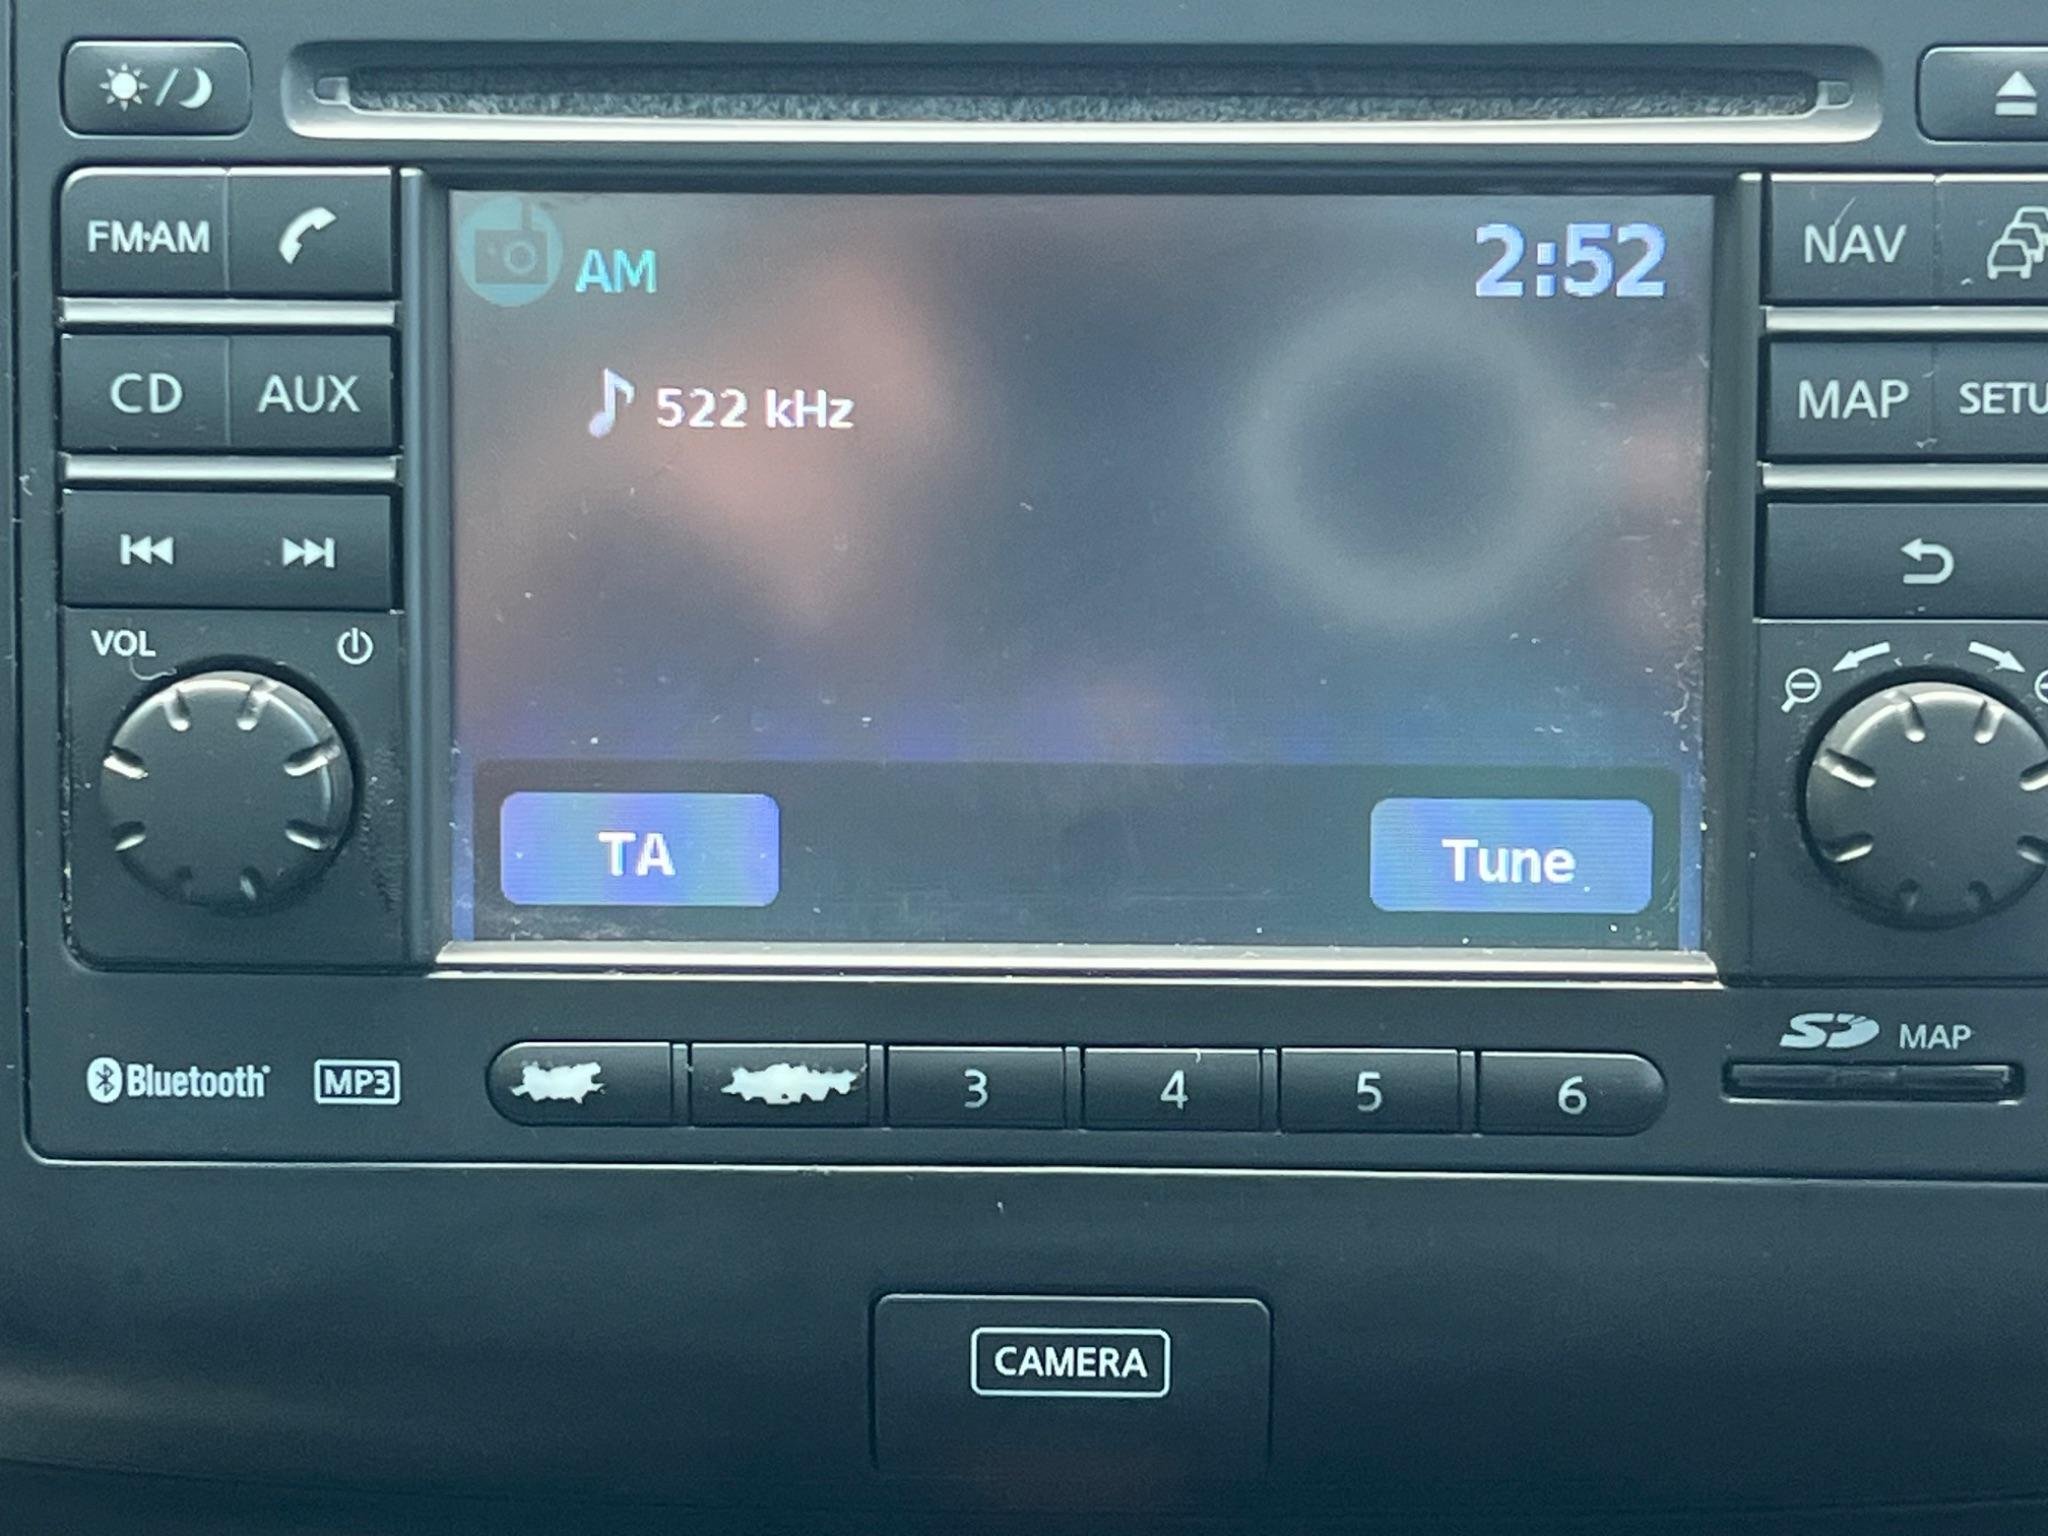 FM·AM
NAV
AM
2:52
CD
AUX
522 kHz
MAP
VOL
TA
Tune
Bluetooth
MP3
3
4
5
6
SD MAP
CAMERA